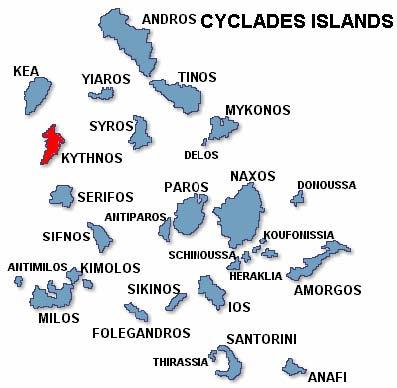 ANDROS
CYCLADES ISLANDS
KEA
YIAROS
TINOS
MYKONOS
SYROS
DELOS
KYTHNOS
NAXOS
DONOUSSA
PAROS
SERIFOS
ANTIPAROS
SIFNOS
KOUFONISSIA
SCHINOUSSA
ANTIMILOS
KIMOLOS
HERAKLIA
SIKINOS
AMORGOS
IOS
MILOS
FOLEGANDROS
SANTORINI
THIRASSIA
ANAFI